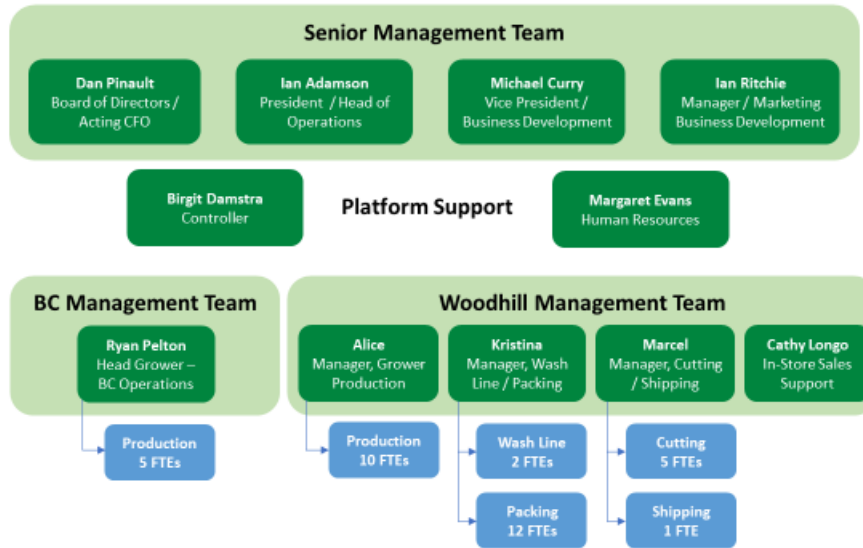 Senior Management Team
Dan Pinault
Board of Directors /
Acting CFO
Ian Adamson
President / Head of
Operations
Michael Curry
Vice President /
Business Development
Ian Ritchie
Manager / Marketing
Business Development
Birgit Damstra
Controller
Platform Support
Margaret Evans
Human Resources
BC Management Team
Ryan Pelton
Head Grower –
BC Operations
Production
5 FTEs
Woodhill Management Team
Alice
Manager, Grower
Production
Kristina
Manager, Wash
Line / Packing
Marcel
Manager, Cutting
/ Shipping
Cathy Longo
In-Store Sales
Support
Production
10 FTEs
Wash Line
2 FTEs
Packing
12 FTEs
Cutting
5 FTEs
Shipping
1 FTE